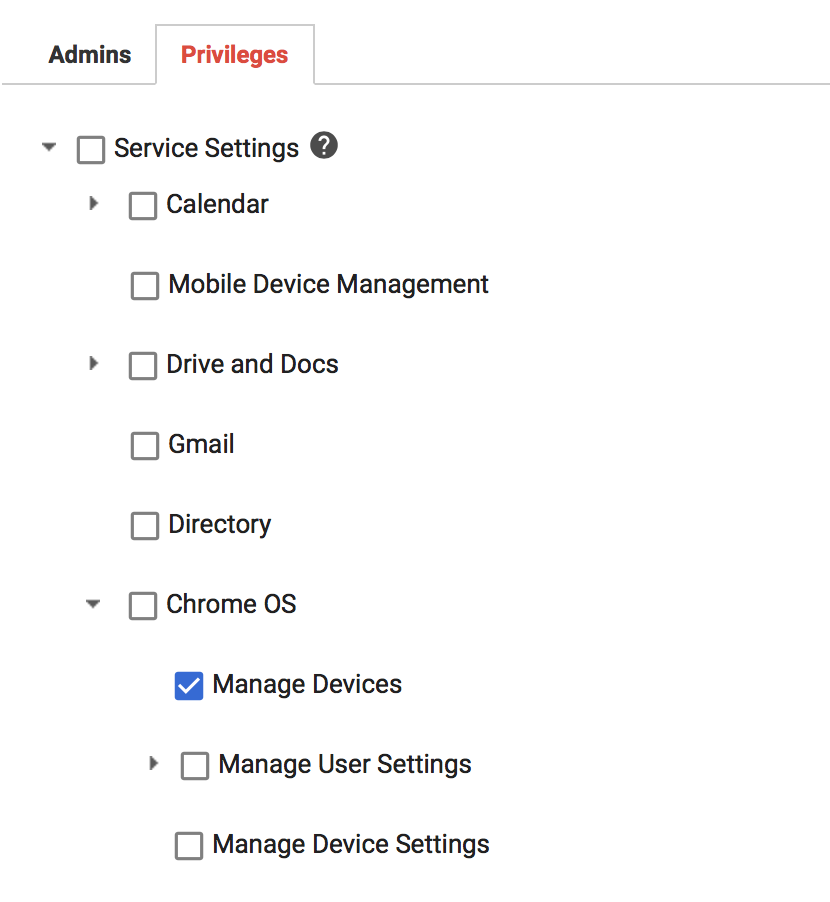 Admins Privileges
Service Settings ?
Calendar
Mobile Device Management
Drive and Docs
Gmail
Directory
Chrome OS
Manage Devices
Manage User Settings
Manage Device Settings